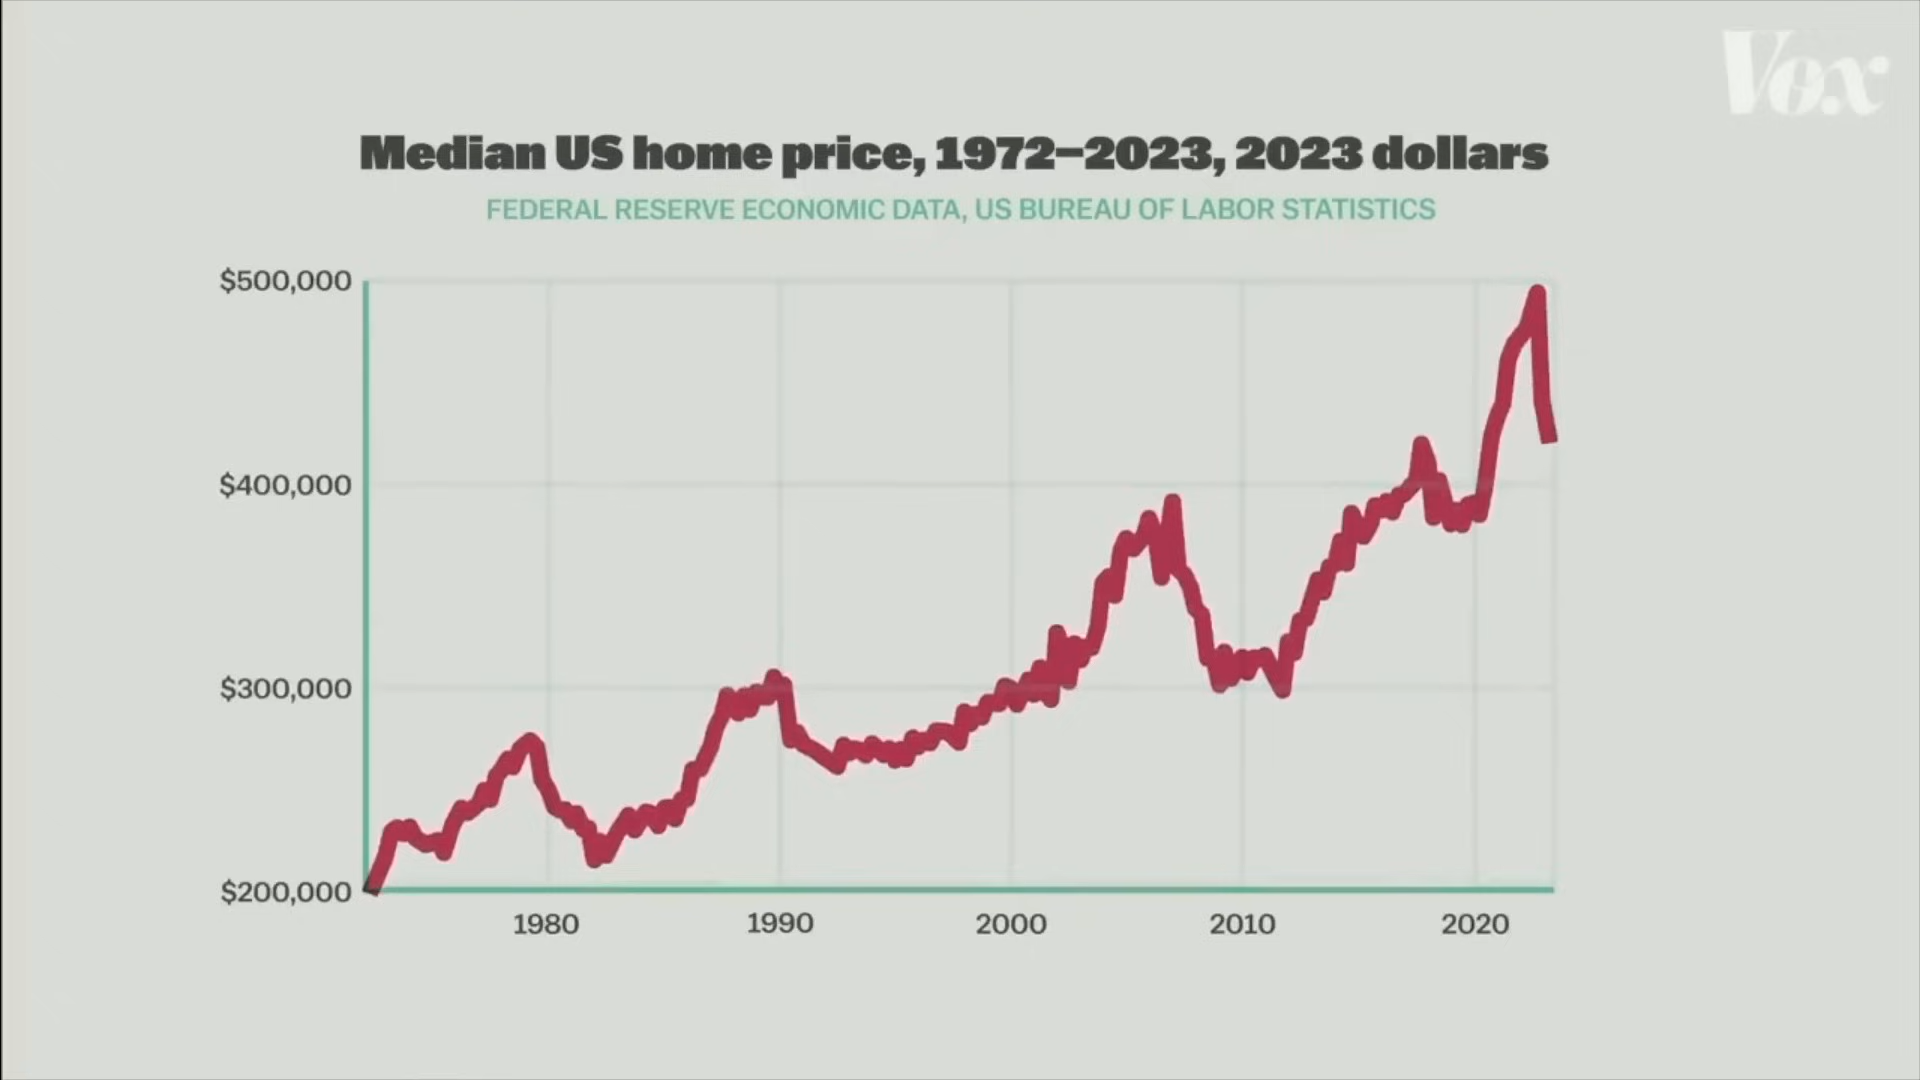 Vox
Median US home price, 1972–2023, 2023 dollars
FEDERAL RESERVE ECONOMIC DATA, US BUREAU OF LABOR STATISTICS
$500,000
$400,000
$300,000
$200,000
1980 1990 2000 2010 2020